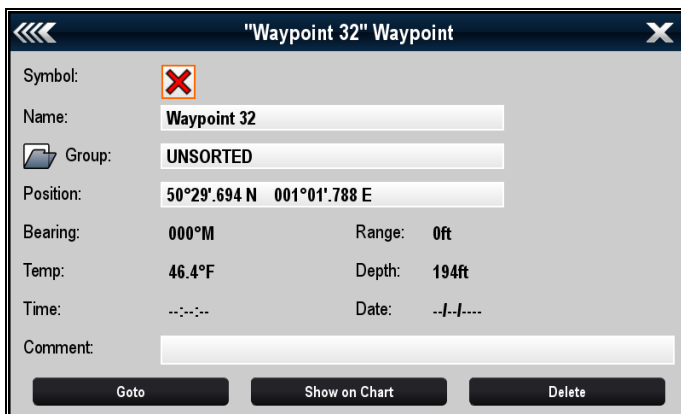 "Waypoint 32" Waypoint
Symbol:
Name: Waypoint 32
Group: UNSORTED
Position: 50°29'.694 N 001°01'.788 E
Bearing: 000°M Range: 0ft
Temp: 46.4°F Depth: 194ft
Time: --:--:-- Date: --/--/----
Comment:
Goto Show on Chart Delete